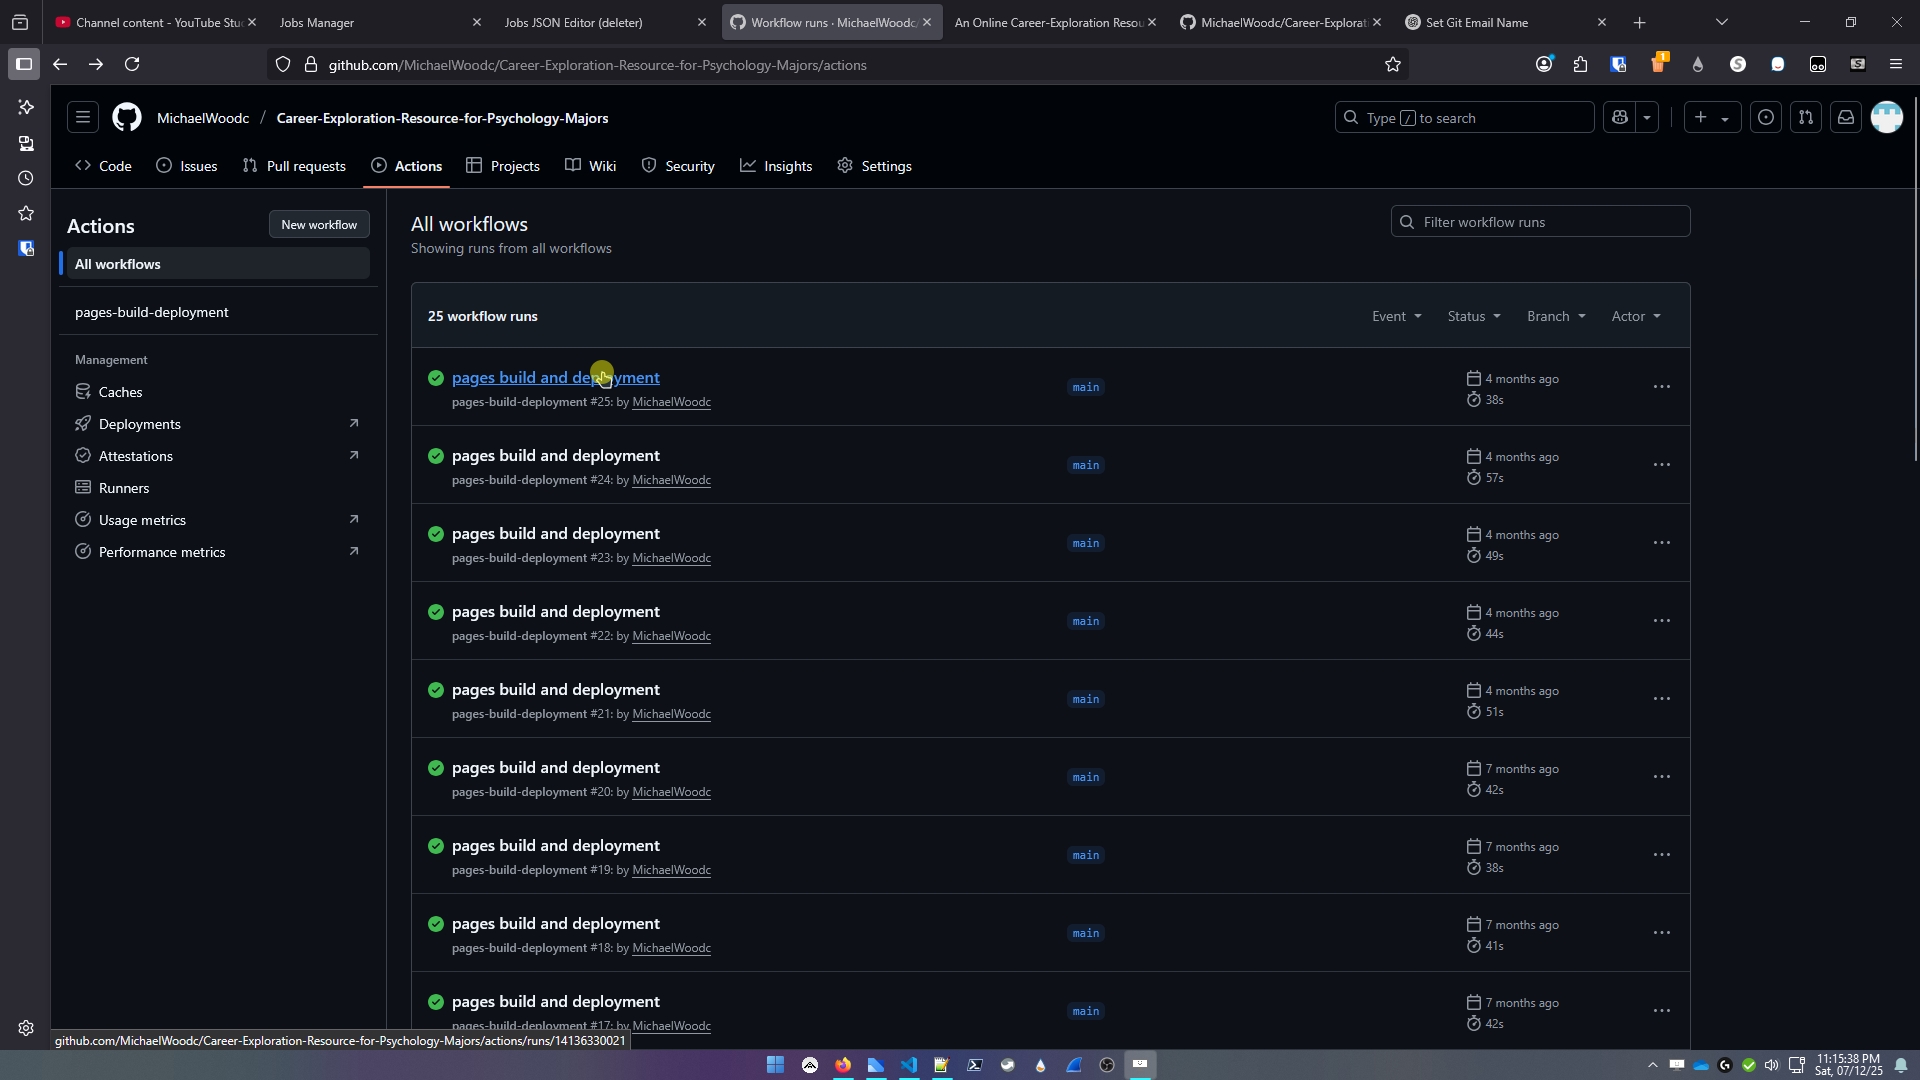 Channel content - YouTube Stu
Jobs Manager
Jobs JSON Editor (deleter)
Workflow runs · MichaelWoodc/
An Online Career-Exploration Resou
MichaelWoodc/Career-Explorati
Set Git Email Name
github.com/MichaelWoodc/Career-Exploration-Resource-for-Psychology-Majors/actions
1
MichaelWoodc / Career-Exploration-Resource-for-Psychology-Majors
Type / to search
Code
Issues
Pull requests
Actions
Projects
Wiki
Security
Insights
Settings
Actions
New workflow
All workflows
pages-build-deployment
Management
Caches
Deployments
Attestations
Runners
Usage metrics
Performance metrics
All workflows
Showing runs from all workflows
Filter workflow runs
25 workflow runs
Event
Status
Branch
Actor
pages build and deployment
pages-build-deployment #25: by MichaelWoodc
main
4 months ago
38s
pages build and deployment
pages-build-deployment #24: by MichaelWoodc
main
4 months ago
57s
pages build and deployment
pages-build-deployment #23: by MichaelWoodc
main
4 months ago
49s
pages build and deployment
pages-build-deployment #22: by MichaelWoodc
main
4 months ago
44s
pages build and deployment
pages-build-deployment #21: by MichaelWoodc
main
4 months ago
51s
pages build and deployment
pages-build-deployment #20: by MichaelWoodc
main
7 months ago
42s
pages build and deployment
pages-build-deployment #19: by MichaelWoodc
main
7 months ago
38s
pages build and deployment
pages-build-deployment #18: by MichaelWoodc
main
7 months ago
41s
pages build and deployment
pages-build-deployment #17: by MichaelWoodc
main
7 months ago
42s
github.com/MichaelWoodc/Career-Exploration-Resource-for-Psychology-Majors/actions/runs/14136330021
11:15:38 PM
Sat, 07/12/25